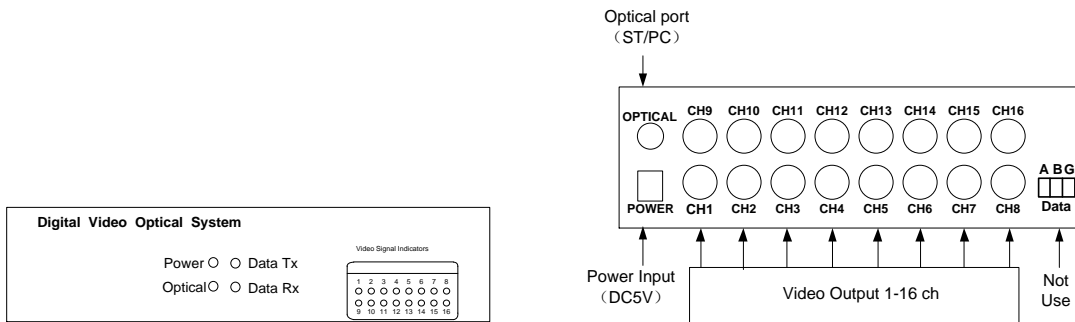 Optical port
（ST/PC）
OPTICAL CH9 CH10 CH11 CH12 CH13 CH14 CH15 CH16
A B G
POWER CH1 CH2 CH3 CH4 CH5 CH6 CH7 CH8 Data
Power Input
（DC5V）
Video Output 1-16 ch
Not
Use
Digital Video Optical System
Video Signal Indicators
Power Data Tx
Optical Data Rx
1 2 3 4 5 6 7 8
9 10 11 12 13 14 15 16